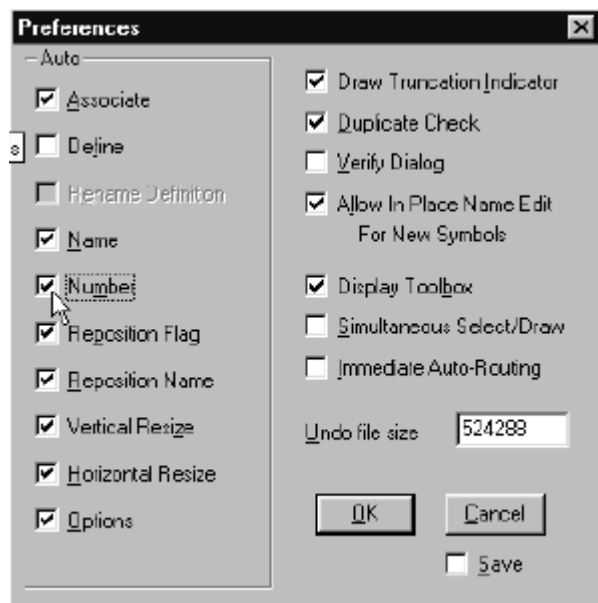 Preferences
Auto
Associate
Define
Rename Definition
Name
Number
Reposition Flag
Reposition Name
Vertical Resize
Horizontal Resize
Options
Draw Truncation Indicator
Duplicate Check
Verify Dialog
Allow In Place Name Edit
For New Symbols
Display Toolbox
Simultaneous Select/Draw
Immediate Auto-Routing
Undo file size
524288
OK
Cancel
Save